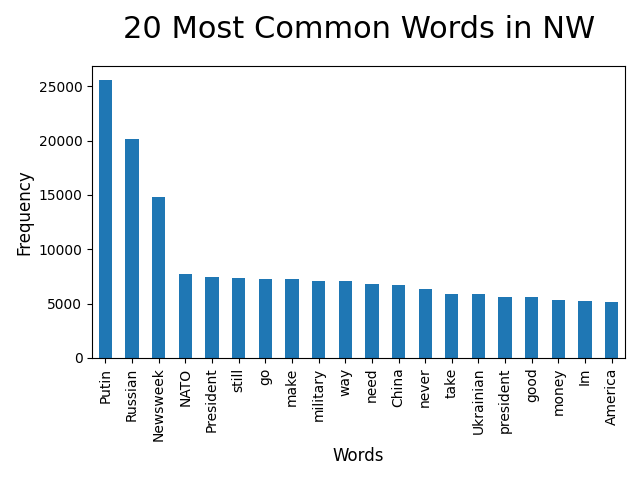 20 Most Common Words in NW
Frequency
25000
20000
15000
10000
5000
0
Putin
Russian
Newsweek
NATO
President
still
go
make
military
way
need
China
never
take
Ukrainian
president
good
money
Im
America
Words